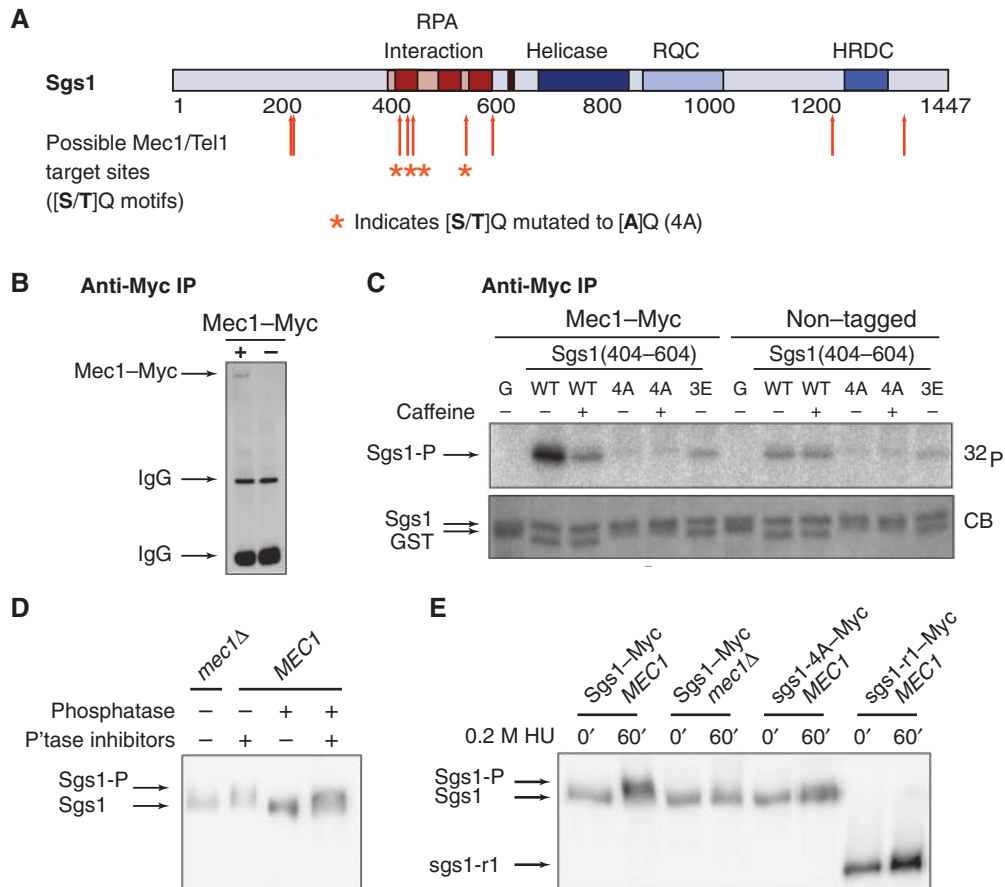 A
RPA
Interaction Helicase RQC HRDC
Sgs1
1 200 400 600 800 1000 1200 1447
Possible Mec1/Tel1
target sites
([S/T]Q motifs)
* * * *
* Indicates [S/T]Q mutated to [A]Q (4A)
B Anti-Myc IP
Mec1–Myc
+ –
Mec1–Myc
IgG
IgG
C Anti-Myc IP
Mec1–Myc Non–tagged
Sgs1(404–604) Sgs1(404–604)
G WT WT 4A 4A 3E G WT WT 4A 4A 3E
Caffeine – – + – + – – – + – + –
Sgs1-P 32P
Sgs1 CB
GST
D
mec1Δ MEC1
Phosphatase – – + +
P'tase inhibitors – + – +
Sgs1-P
Sgs1
E
Sgs1–Myc MEC1
Sgs1–Myc mec1Δ
sgs1-4A–Myc MEC1
sgs1-r1–Myc MEC1
0.2 M HU 0′ 60′ 0′ 60′ 0′ 60′ 0′ 60′
Sgs1-P
Sgs1
sgs1-r1